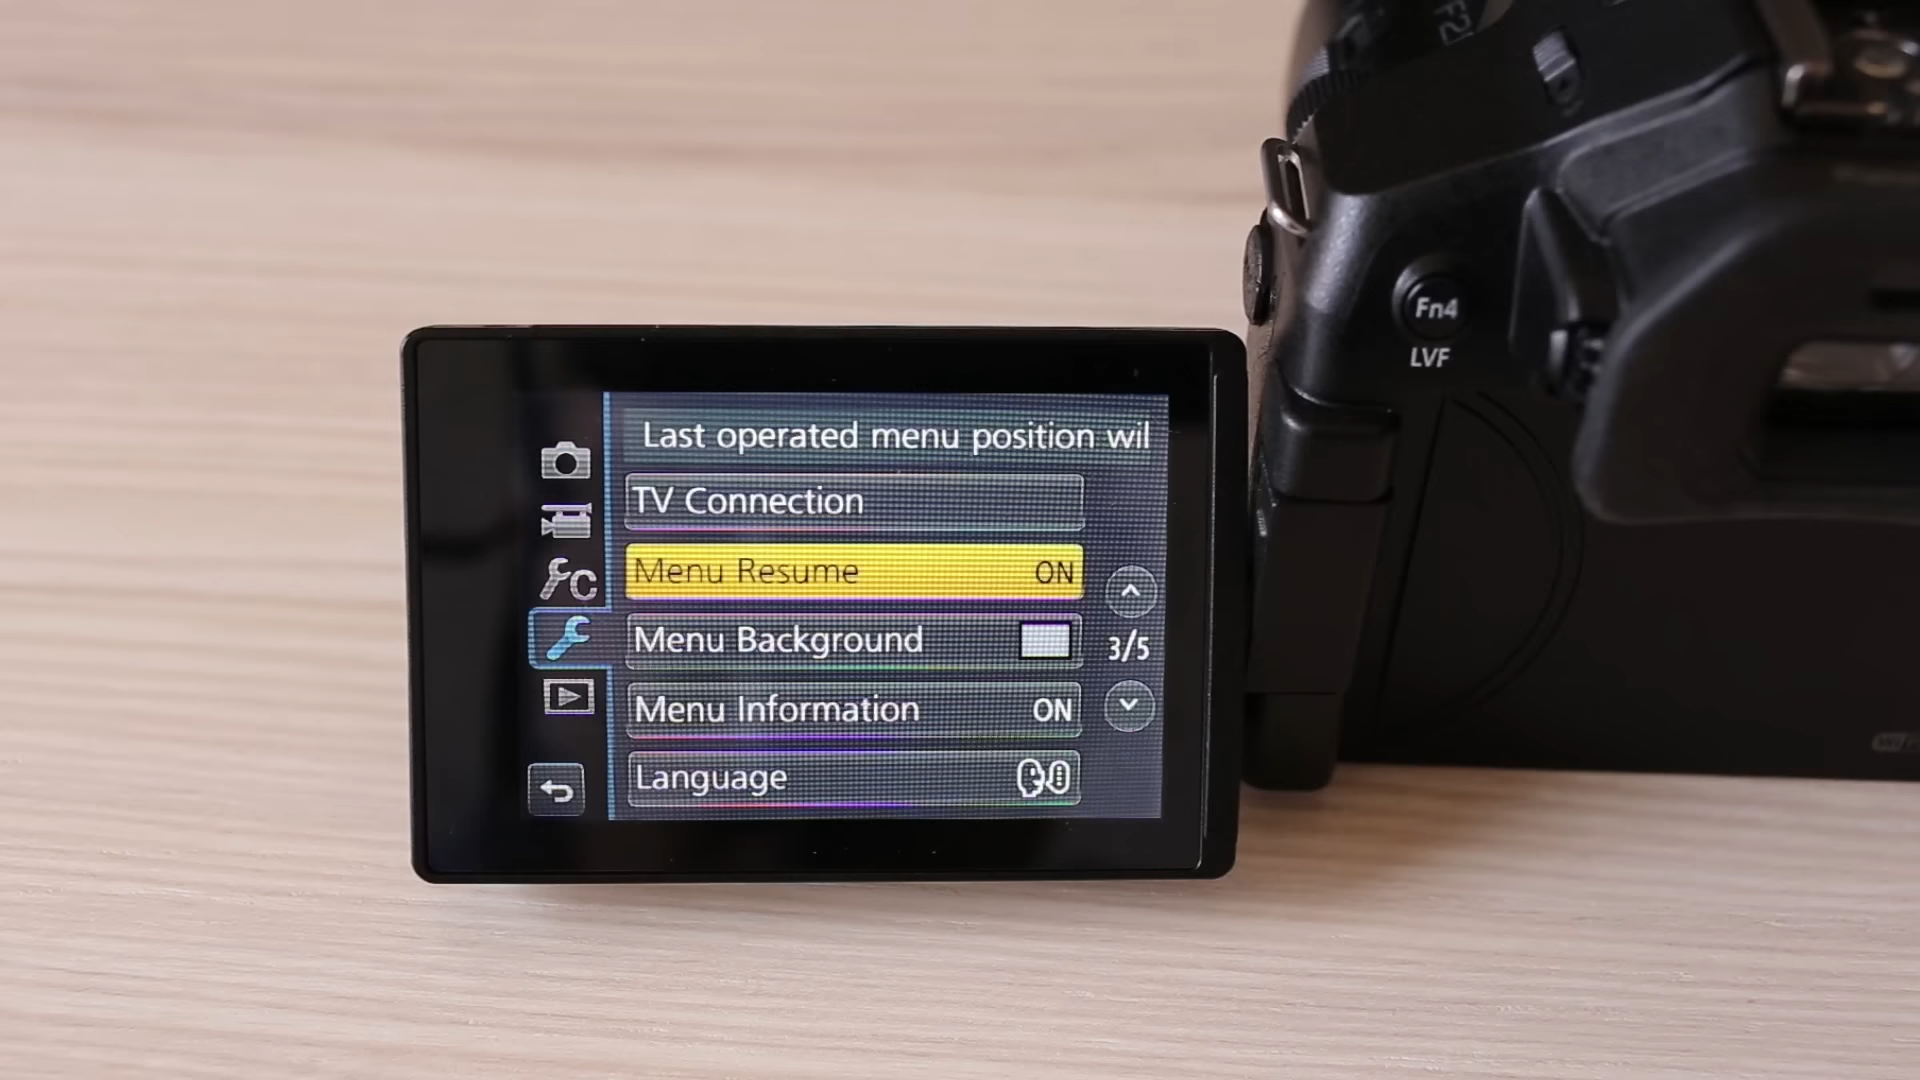 Last operated menu position wil
TV Connection
Menu Resume ON
Menu Background
3/5
Menu Information ON
Language
C
Fn4
LVF